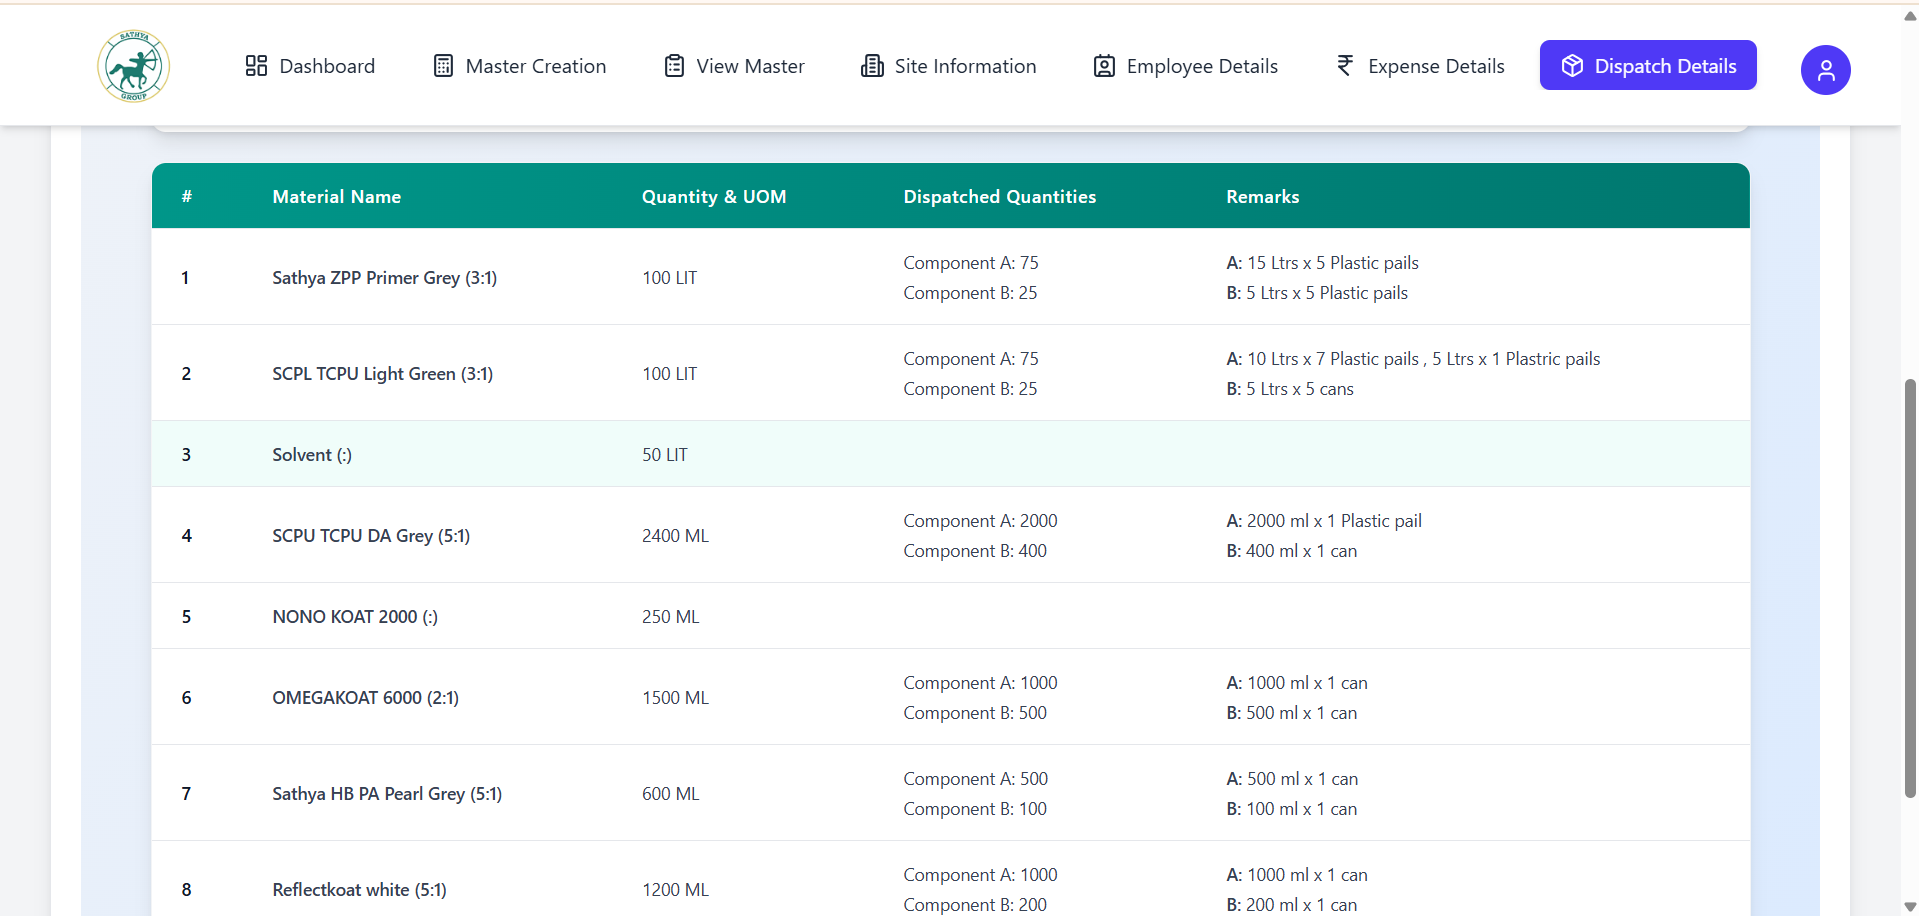 SATHYA
GROUP
Dashboard
Master Creation
View Master
Site Information
Employee Details
Expense Details
Dispatch Details
# Material Name Quantity & UOM Dispatched Quantities Remarks
1 Sathya ZPP Primer Grey (3:1) 100 LIT
Component A: 75
Component B: 25
A: 15 Ltrs x 5 Plastic pails
B: 5 Ltrs x 5 Plastic pails
2 SCPL TCPU Light Green (3:1) 100 LIT
Component A: 75
Component B: 25
A: 10 Ltrs x 7 Plastic pails , 5 Ltrs x 1 Plastric pails
B: 5 Ltrs x 5 cans
3 Solvent (:) 50 LIT
4 SCPU TCPU DA Grey (5:1) 2400 ML
Component A: 2000
Component B: 400
A: 2000 ml x 1 Plastic pail
B: 400 ml x 1 can
5 NONO KOAT 2000 (:) 250 ML
6 OMEGAKOAT 6000 (2:1) 1500 ML
Component A: 1000
Component B: 500
A: 1000 ml x 1 can
B: 500 ml x 1 can
7 Sathya HB PA Pearl Grey (5:1) 600 ML
Component A: 500
Component B: 100
A: 500 ml x 1 can
B: 100 ml x 1 can
8 Reflectkoat white (5:1) 1200 ML
Component A: 1000
Component B: 200
A: 1000 ml x 1 can
B: 200 ml x 1 can